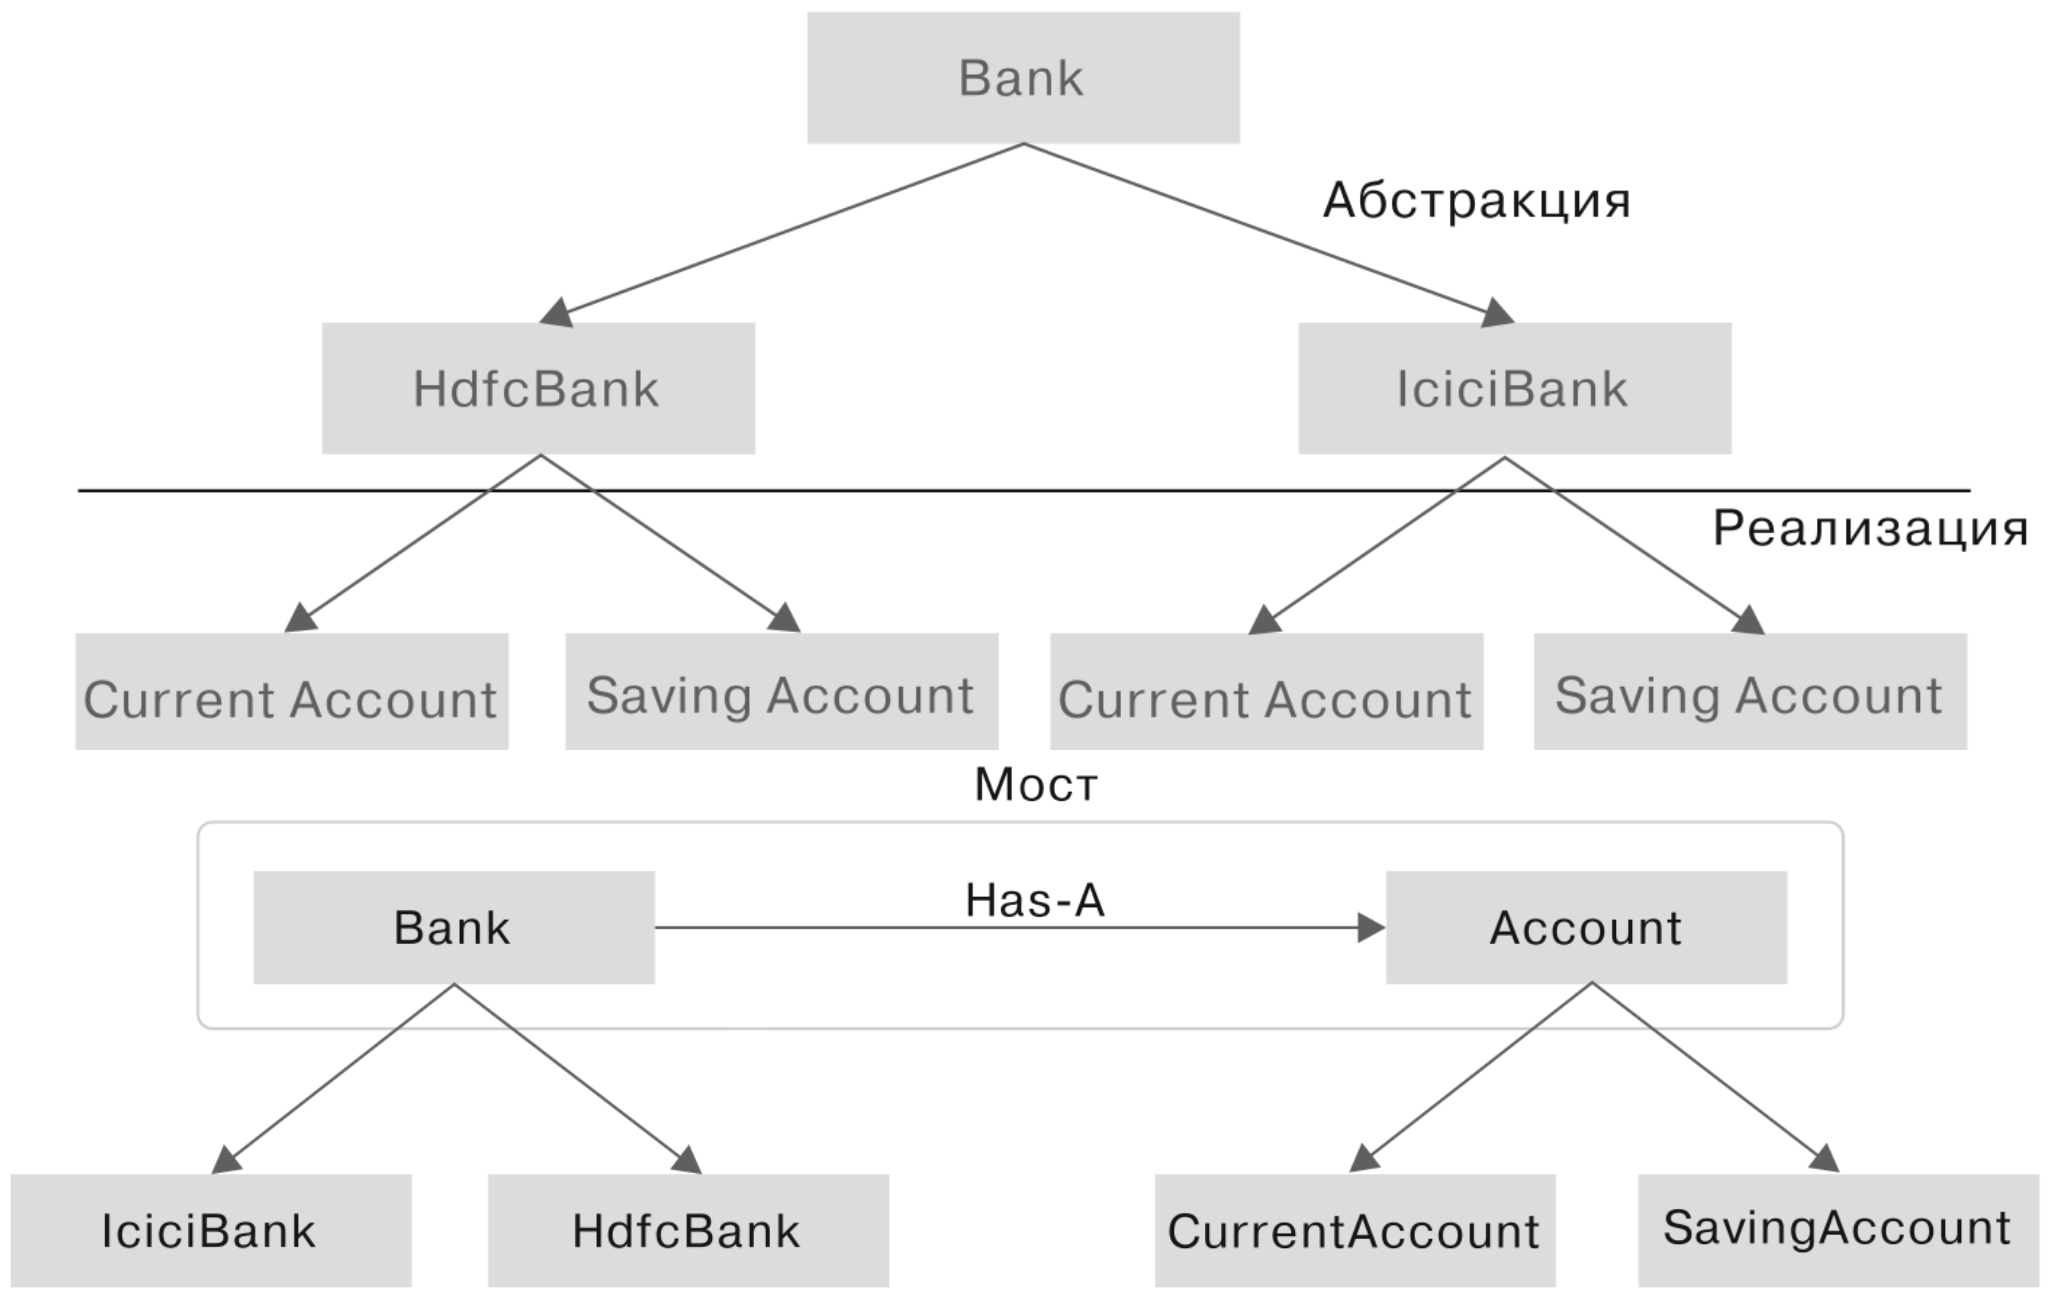 Bank
Абстракция
HdfcBank
IciciBank
Реализация
Current Account
Saving Account
Current Account
Saving Account
Мост
Bank
Has-A
Account
IciciBank
HdfcBank
CurrentAccount
SavingAccount